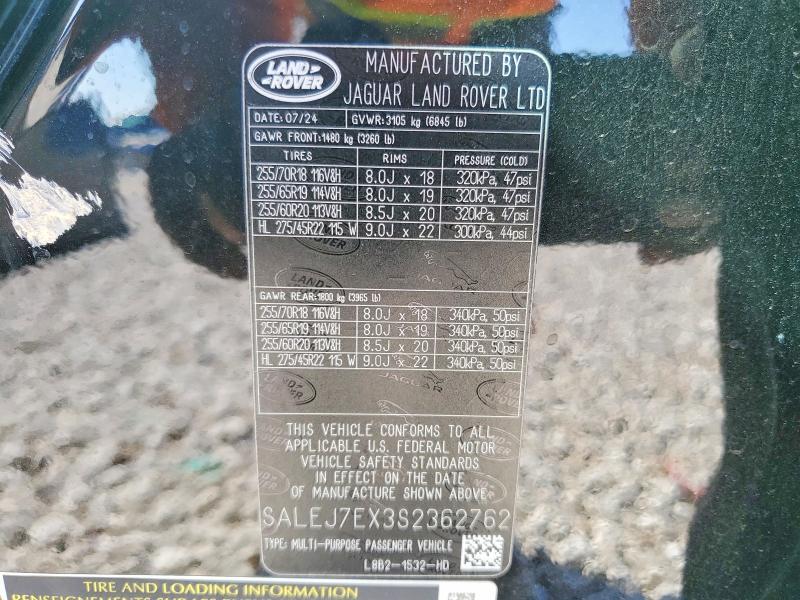 LAND ROVER
MANUFACTURED BY
JAGUAR LAND ROVER LTD
DATE: 07/24 GVWR: 3105 kg (6845 lb)
GAWR FRONT: 1480 kg (3260 lb)
TIRES RIMS PRESSURE (COLD)
255/70R18 116V&H 8.0J x 18 320kPa, 47psi
255/65R19 114V&H 8.0J x 19 320kPa, 47psi
255/60R20 113V&H 8.5J x 20 320kPa, 47psi
HL 275/45R22 115 W 9.0J x 22 300kPa, 44psi
GAWR REAR: 1800 kg (3965 lb)
255/70R18 116V&H 8.0J x 18 340kPa, 50psi
255/65R19 114V&H 8.0J x 19 340kPa, 50psi
255/60R20 113V&H 8.5J x 20 340kPa, 50psi
HL 275/45R22 115 W 9.0J x 22 340kPa, 50psi
THIS VEHICLE CONFORMS TO ALL
APPLICABLE U.S. FEDERAL MOTOR
VEHICLE SAFETY STANDARDS
IN EFFECT ON THE DATE
OF MANUFACTURE SHOWN ABOVE.
SALEJ7EX3S2362762
TYPE: MULTI-PURPOSE PASSENGER VEHICLE
L8B2-1532-HD
TIRE AND LOADING INFORMATION